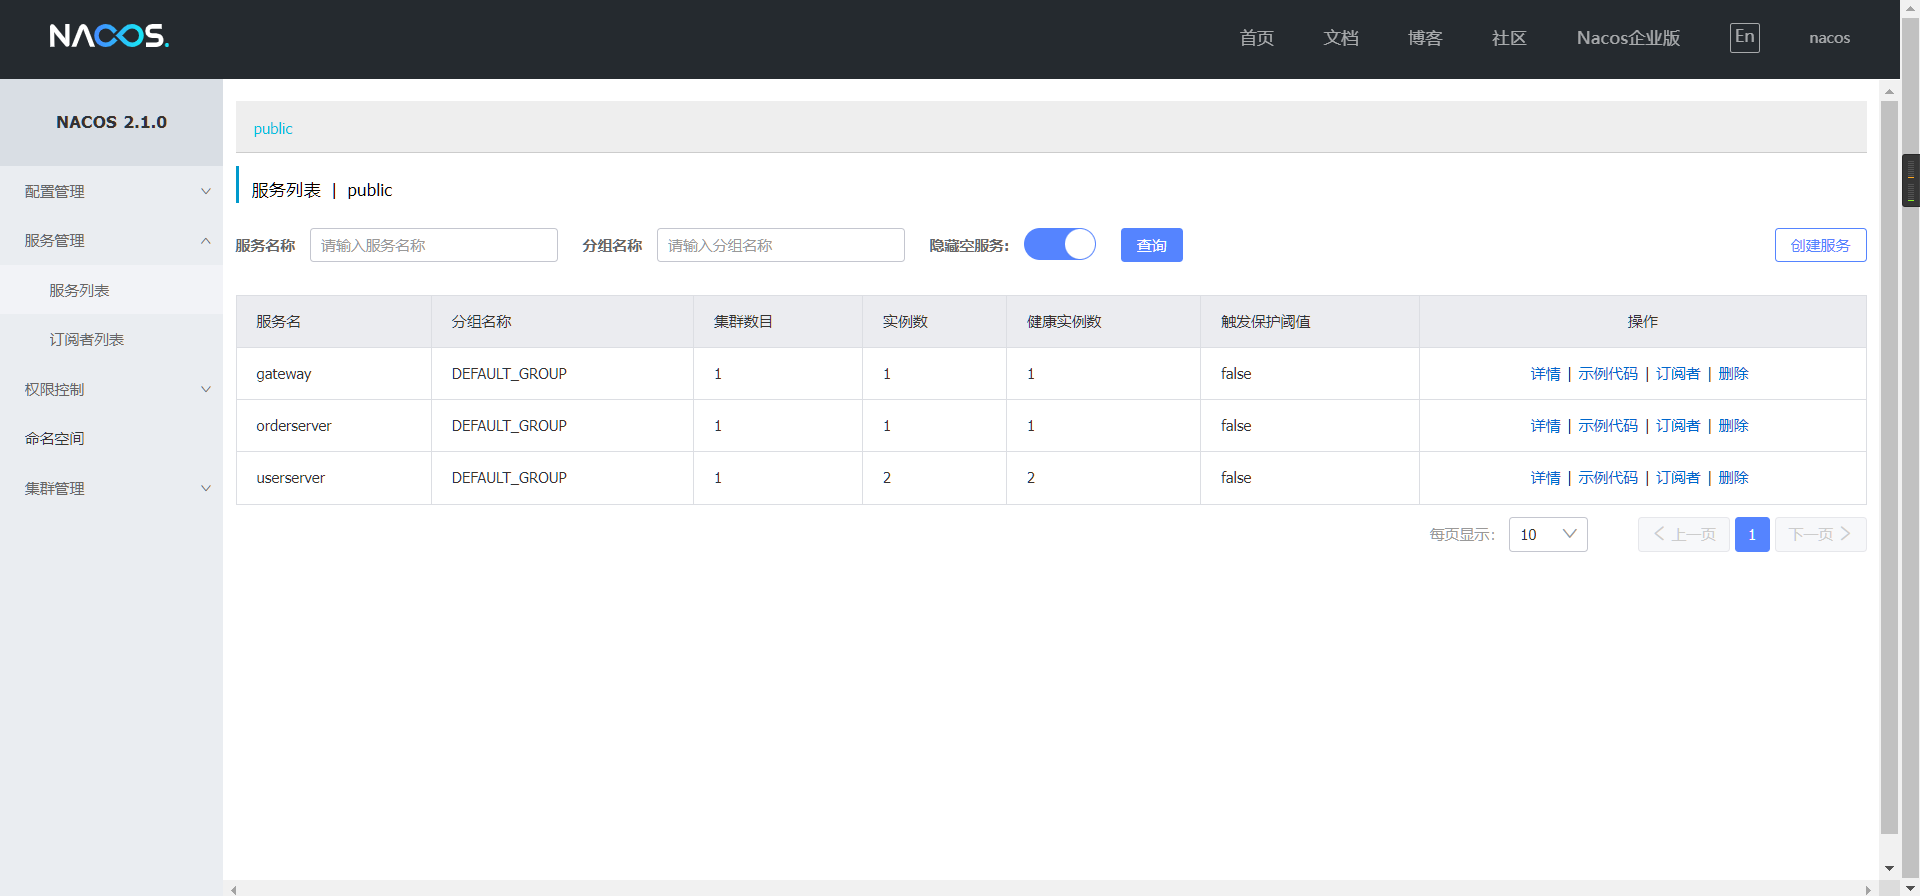 NACOS. 首页 文档 博客 社区 Nacos企业版 En nacos
NACOS 2.1.0
配置管理
服务管理
服务列表
订阅者列表
权限控制
命名空间
集群管理
public
服务列表 | public
服务名称 请输入服务名称 分组名称 请输入分组名称 隐藏空服务: 查询 创建服务
服务名 分组名称 集群数目 实例数 健康实例数 触发保护阈值 操作
gateway DEFAULT_GROUP 1 1 1 false 详情 | 示例代码 | 订阅者 | 删除
orderserver DEFAULT_GROUP 1 1 1 false 详情 | 示例代码 | 订阅者 | 删除
userserver DEFAULT_GROUP 1 2 2 false 详情 | 示例代码 | 订阅者 | 删除
每页显示: 10 上一页 1 下一页